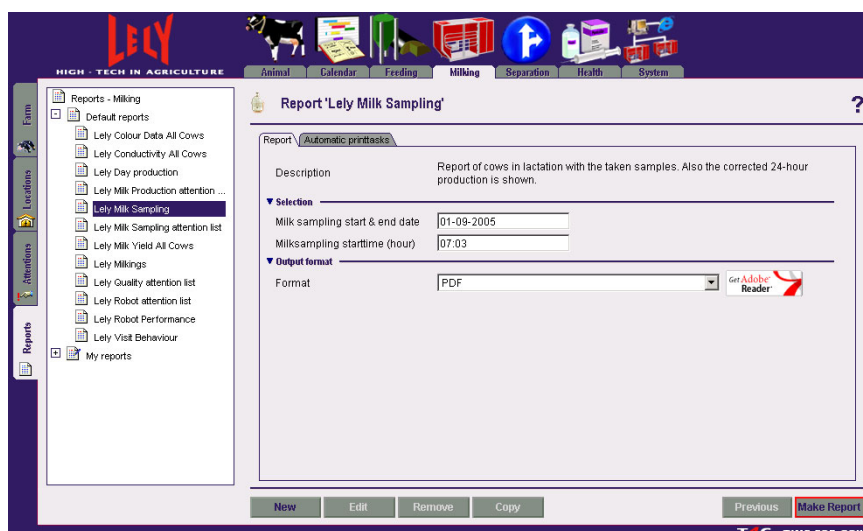 LELY
HIGH - TECH IN AGRICULTURE
Animal
Calendar
Feeding
Milking
Separation
Health
System
Farm
Locations
Attentions
Reports
Reports - Milking
Default reports
Lely Colour Data All Cows
Lely Conductivity All Cows
Lely Day production
Lely Milk Production attention ...
Lely Milk Sampling
Lely Milk Sampling attention list
Lely Milk Yield All Cows
Lely Milkings
Lely Quality attention list
Lely Robot attention list
Lely Robot Performance
Lely Visit Behaviour
My reports
Report 'Lely Milk Sampling'
?
Report
Automatic printtasks
Description
Report of cows in lactation with the taken samples. Also the corrected 24-hour
production is shown.
Selection
Milk sampling start & end date
01-09-2005
Milksampling starttime (hour)
07:03
Output format
Format
PDF
Get Adobe
Reader
New
Edit
Remove
Copy
Previous
Make Report